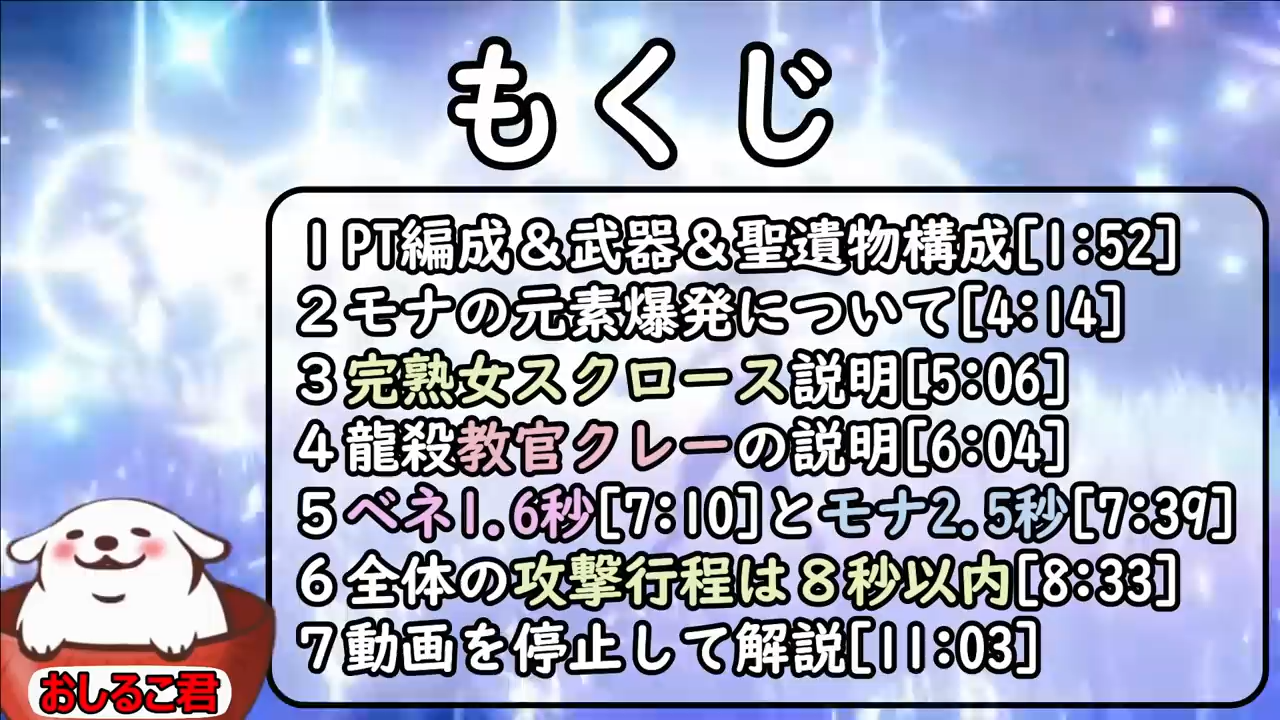 もくじ
1 PT編成&武器&聖遺物構成[1:52]
2 モナの元素爆発について[4:14]
3 完熟女スクロース説明[5:06]
4 龍殺教官クレーの説明[6:04]
5 ベネ1.6秒[7:10]とモナ2.5秒[7:39]
6 全体の攻撃行程は8秒以内[8:33]
7 動画を停止して解説[11:03]
おしるこ君